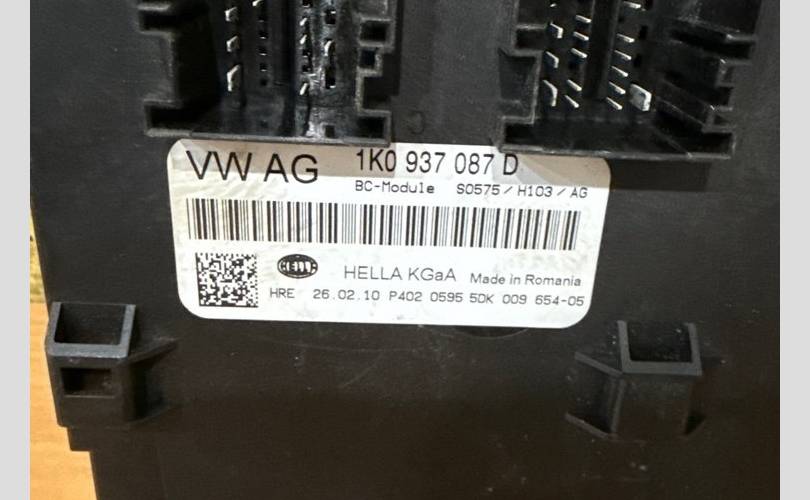 VW AG 1K0 937 087 D
BC-Module S0575 / H103 / AG
HELLA HELLA KGaA Made in Romania
HRE 26.02.10 P402 0595 5DK 009 654-05